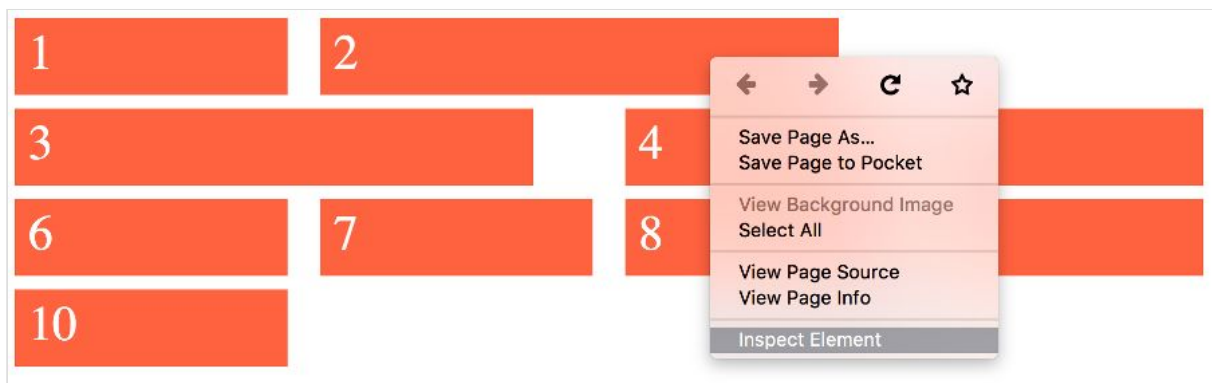 1
2
3
4
Save Page As...
Save Page to Pocket
6
7
8
View Background Image
Select All
View Page Source
View Page Info
10
Inspect Element